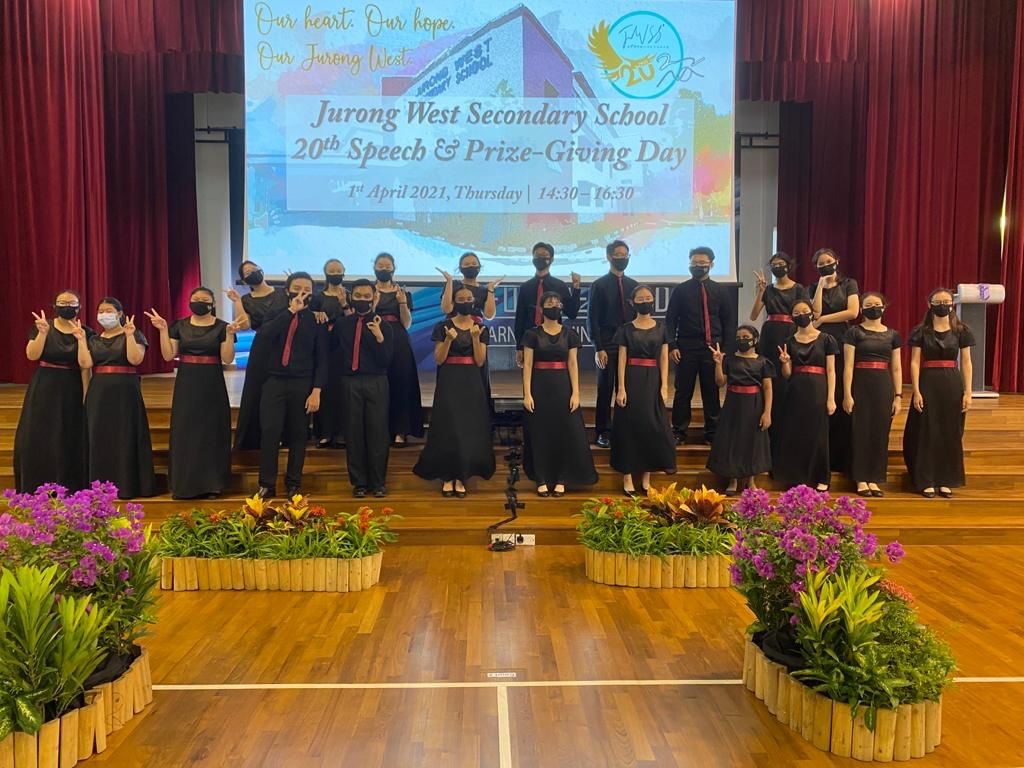 Our heart. Our hope.
Our Jurong West.
JWSS
20
JURONG WEST
SECONDARY SCHOOL
Jurong West Secondary School
20th Speech & Prize-Giving Day
1st April 2021, Thursday | 14:30 – 16:30